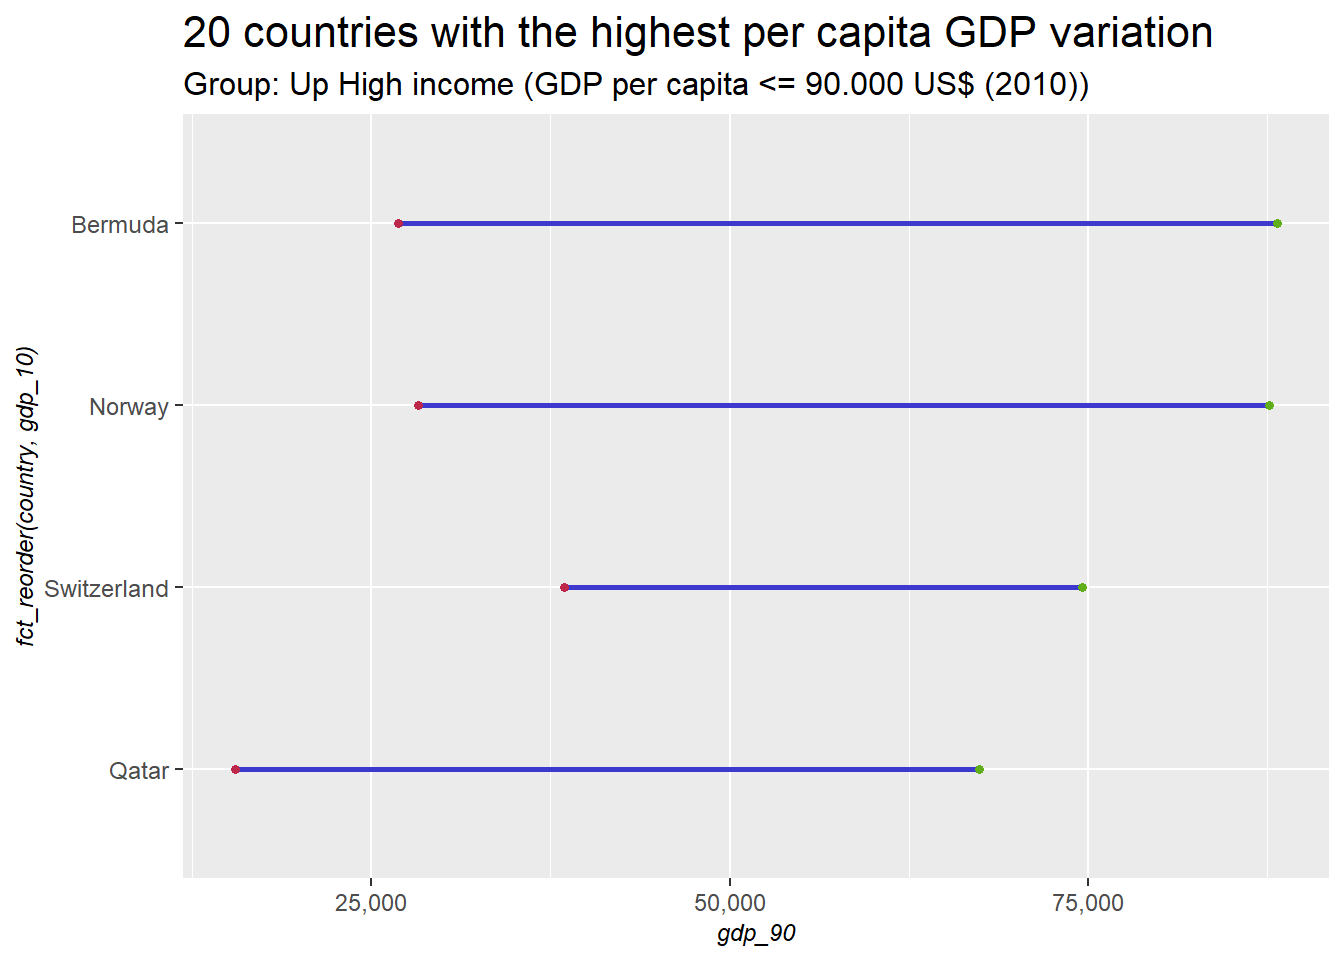 20 countries with the highest per capita GDP variation
Group: Up High income (GDP per capita <= 90.000 US$ (2010))
fct_reorder(country, gdp_10)
Bermuda
Norway
Switzerland
Qatar
25,000 50,000 75,000
gdp_90